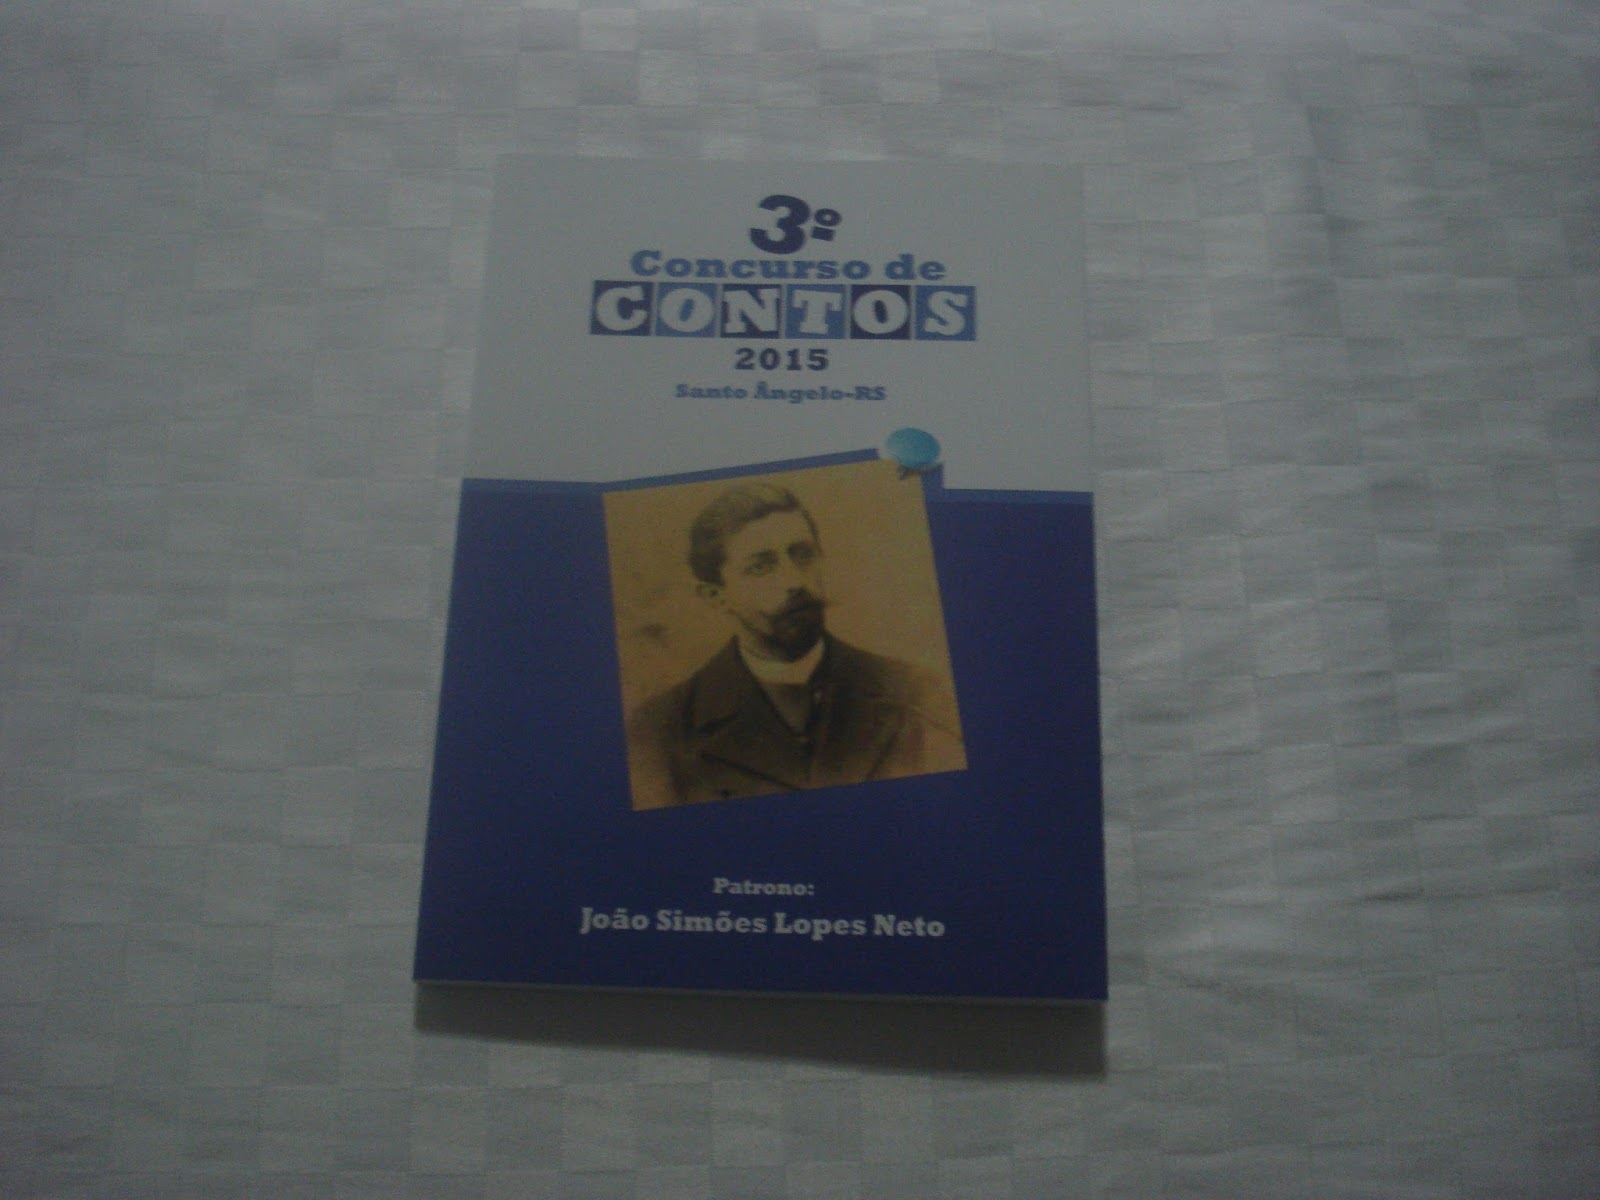 3º
Concurso de
CONTOS
2015
Santo Ângelo-RS
Patrono:
João Simões Lopes Neto